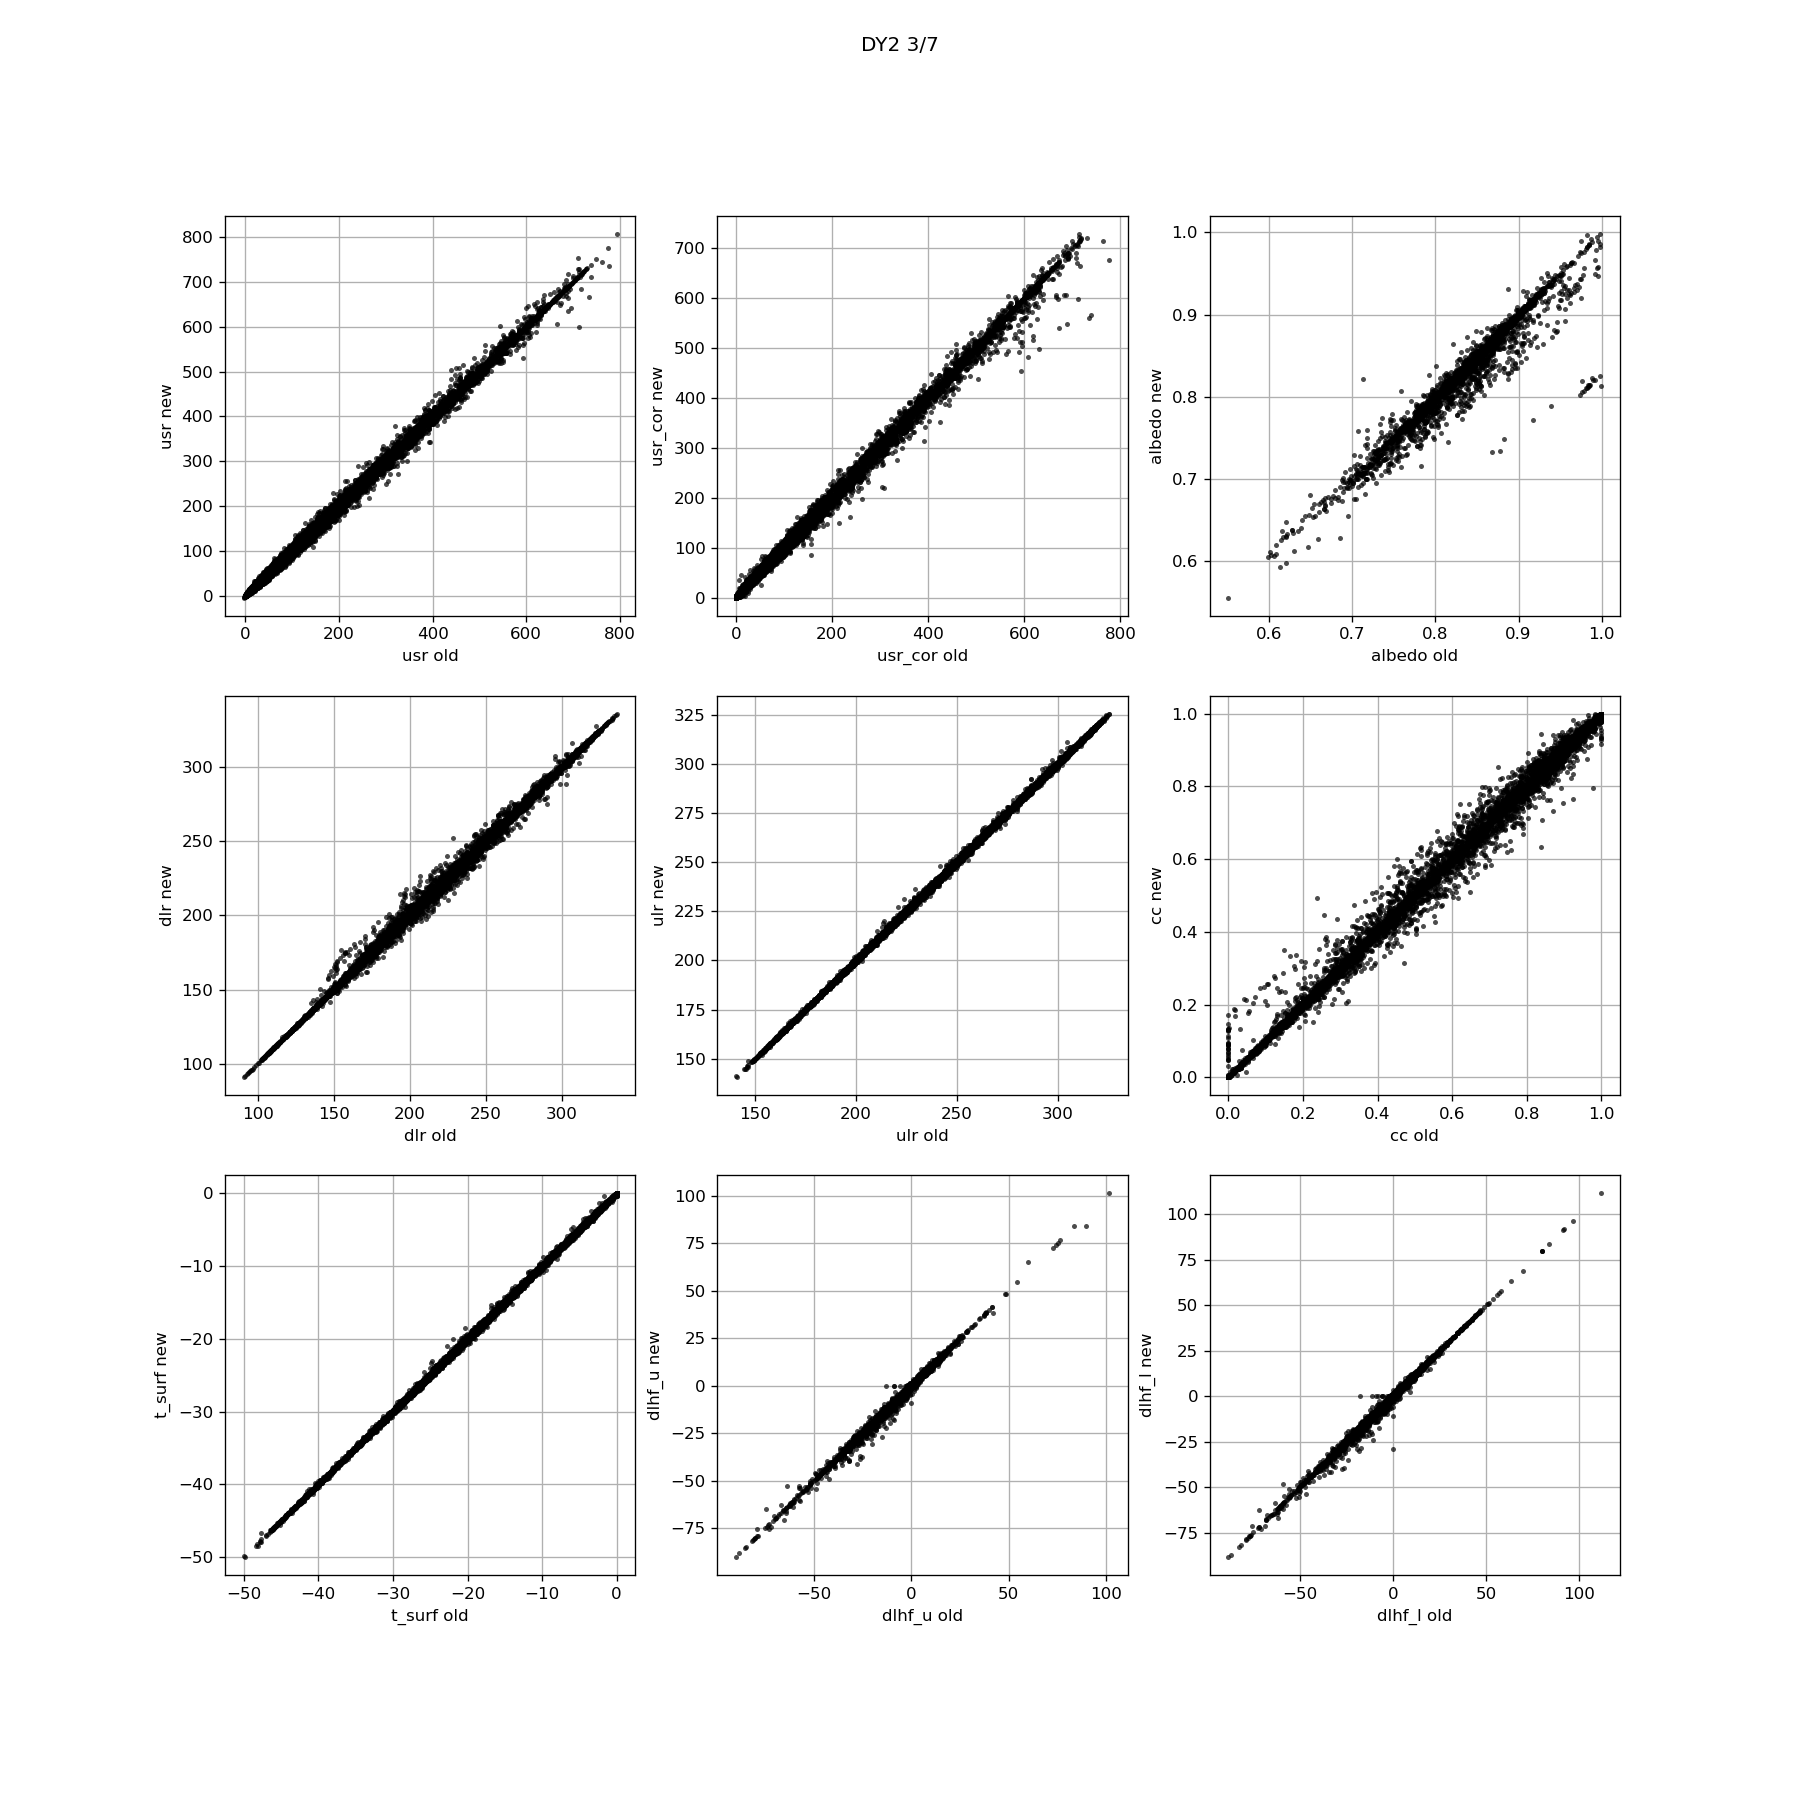 DY2 3/7
800
700
600
500
400
300
200
100
0
usr new
0 200 400 600 800
usr old
700
600
500
400
300
200
100
0
usr_cor new
0 200 400 600 800
usr_cor old
1.0
0.9
0.8
0.7
0.6
albedo new
0.6 0.7 0.8 0.9 1.0
albedo old
300
250
200
150
100
dlr new
100 150 200 250 300
dlr old
325
300
275
250
225
200
175
150
ulr new
150 200 250 300
ulr old
1.0
0.8
0.6
0.4
0.2
0.0
cc new
0.0 0.2 0.4 0.6 0.8 1.0
cc old
0
−10
−20
−30
−40
−50
t_surf new
−50 −40 −30 −20 −10 0
t_surf old
100
75
50
25
0
−25
−50
−75
dlhf_u new
−50 0 50 100
dlhf_u old
100
75
50
25
0
−25
−50
−75
dlhf_l new
−50 0 50 100
dlhf_l old